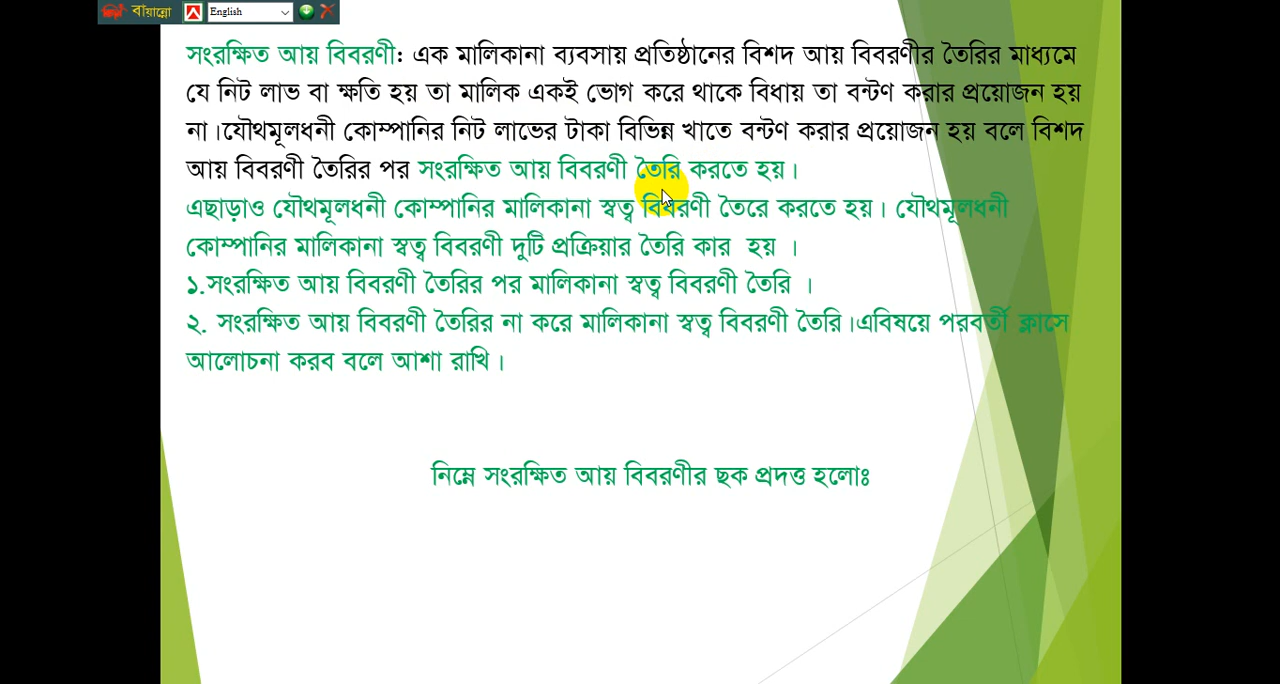 বাঁয়ান্নো English
সংরক্ষিত আয় বিবরণী: এক মালিকানা ব্যবসায় প্রতিষ্ঠানের বিশদ আয় বিবরণীর তৈরির মাধ্যমে
যে নিট লাভ বা ক্ষতি হয় তা মালিক একই ভোগ করে থাকে বিধায় তা বন্টণ করার প্রয়োজন হয়
না।যৌথমূলধনী কোম্পানির নিট লাভের টাকা বিভিন্ন খাতে বন্টণ করার প্রয়োজন হয় বলে বিশদ
আয় বিবরণী তৈরির পর সংরক্ষিত আয় বিবরণী তৈরি করতে হয়।
এছাড়াও যৌথমূলধনী কোম্পানির মালিকানা স্বত্ব বিবরণী তৈরে করতে হয়। যৌথমূলধনী
কোম্পানির মালিকানা স্বত্ব বিবরণী দুটি প্রক্রিয়ার তৈরি কার হয় ।
১.সংরক্ষিত আয় বিবরণী তৈরির পর মালিকানা স্বত্ব বিবরণী তৈরি ।
২. সংরক্ষিত আয় বিবরণী তৈরির না করে মালিকানা স্বত্ব বিবরণী তৈরি।এবিষয়ে পরবর্তী ক্লাসে
আলোচনা করব বলে আশা রাখি।
নিম্নে সংরক্ষিত আয় বিবরণীর ছক প্রদত্ত হলোঃ